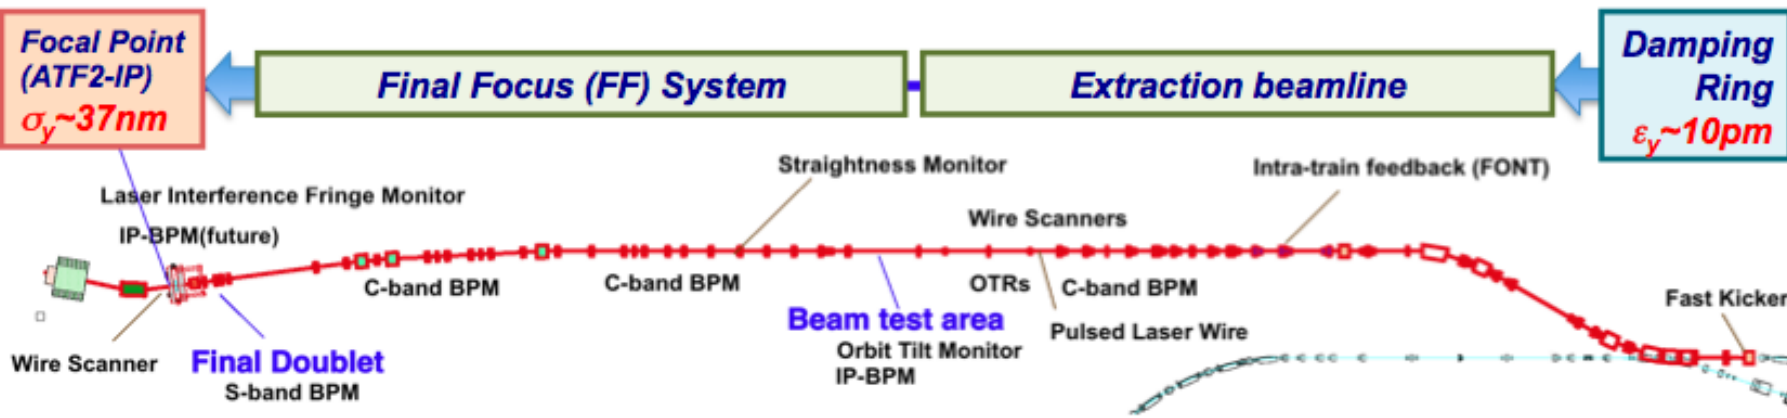 Focal Point
(ATF2-IP)
σy~37nm
Final Focus (FF) System
Extraction beamline
Damping
Ring
εy~10pm
Straightness Monitor
Intra-train feedback (FONT)
Laser Interference Fringe Monitor
Wire Scanners
IP-BPM(future)
C-band BPM
C-band BPM
OTRs
C-band BPM
Fast Kicker
Beam test area
Pulsed Laser Wire
Orbit Tilt Monitor
IP-BPM
Wire Scanner
Final Doublet
S-band BPM